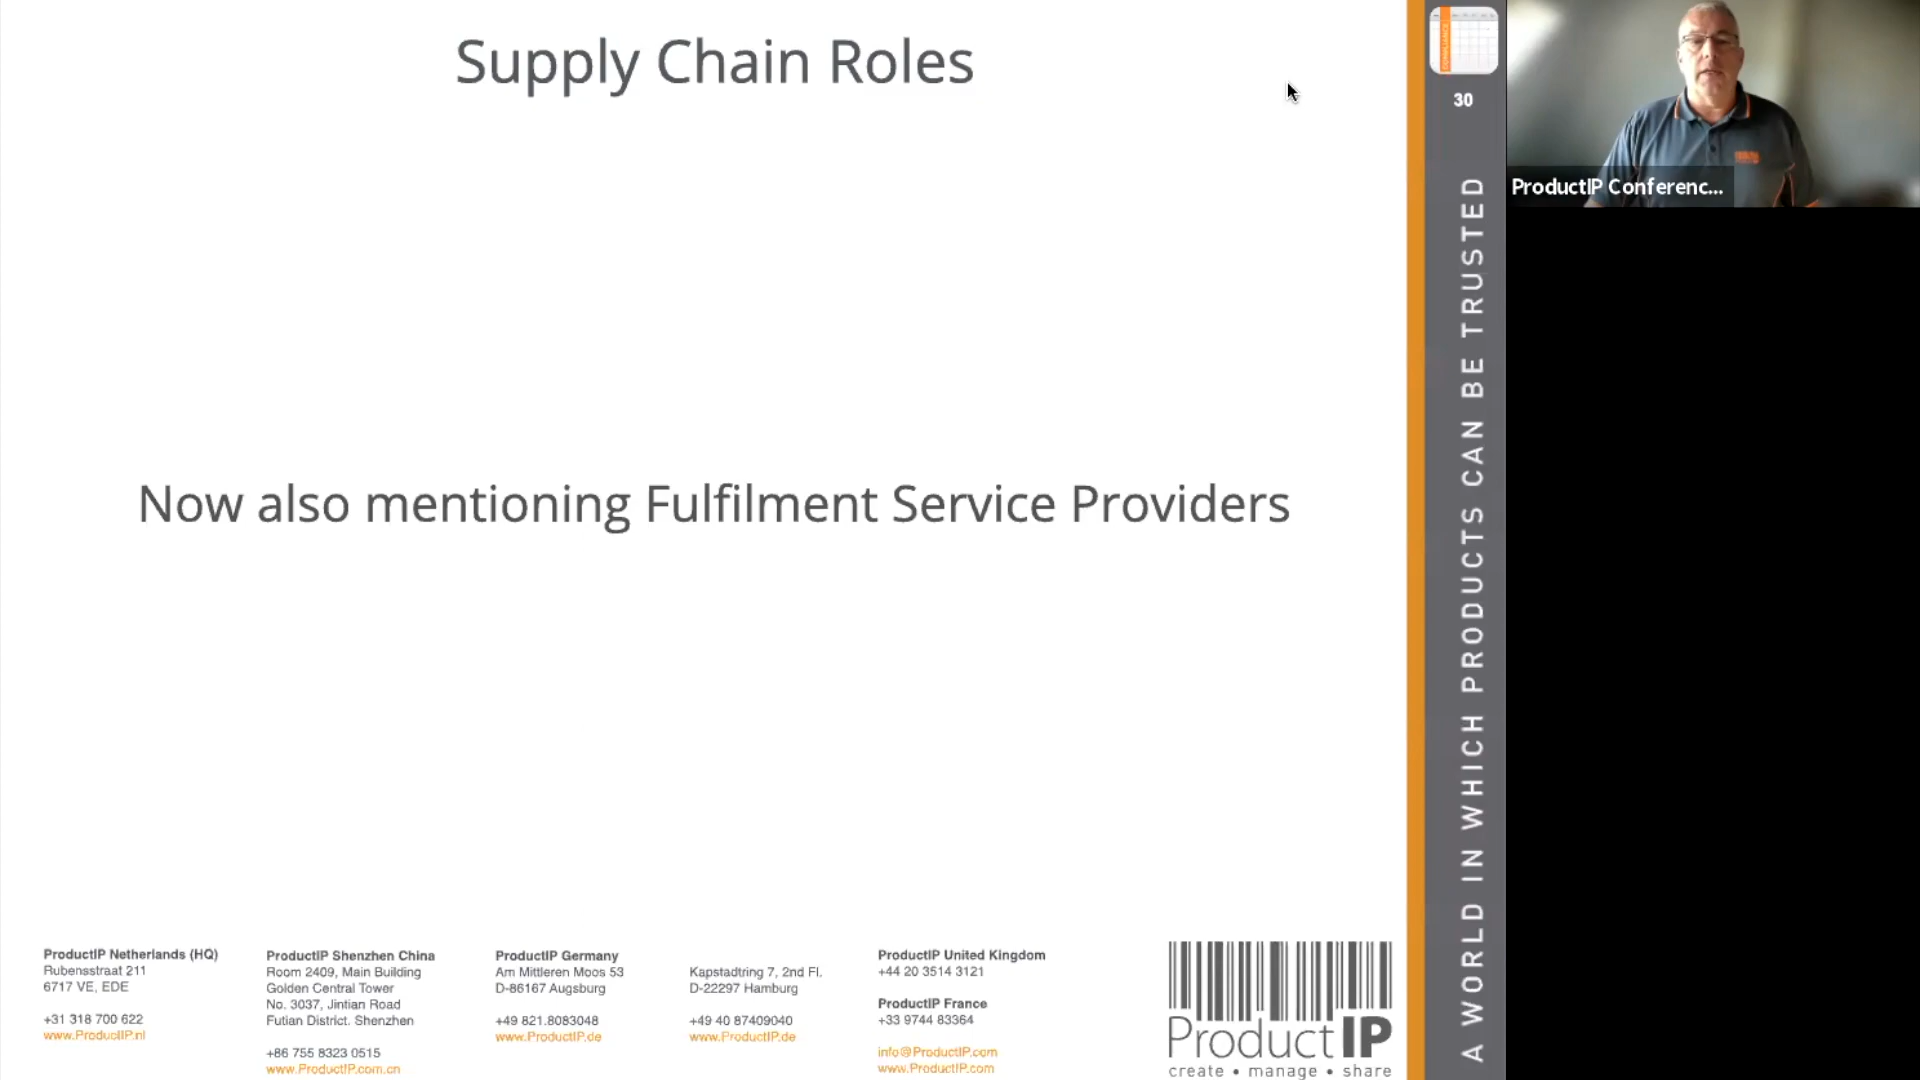 Supply Chain Roles
Now also mentioning Fulfilment Service Providers
30
A WORLD IN WHICH PRODUCTS CAN BE TRUSTED
ProductIP Conferenc...
ProductIP Netherlands (HQ)
Rubensstraat 211
6717 VE, EDE
+31 318 700 622
www.ProductIP.nl
ProductIP Shenzhen China
Room 2409, Main Building
Golden Central Tower
No. 3037, Jintian Road
Futian District. Shenzhen
+86 755 8323 0515
www.ProductIP.com.cn
ProductIP Germany
Am Mittleren Moos 53
D-86167 Augsburg
+49 821.8083048
www.ProductIP.de
Kapstadtring 7, 2nd Fl.
D-22297 Hamburg
+49 40 87409040
www.ProductIP.de
ProductIP United Kingdom
+44 20 3514 3121
ProductIP France
+33 9744 83364
info@ProductIP.com
www.ProductIP.com
ProductIP
create • manage • share